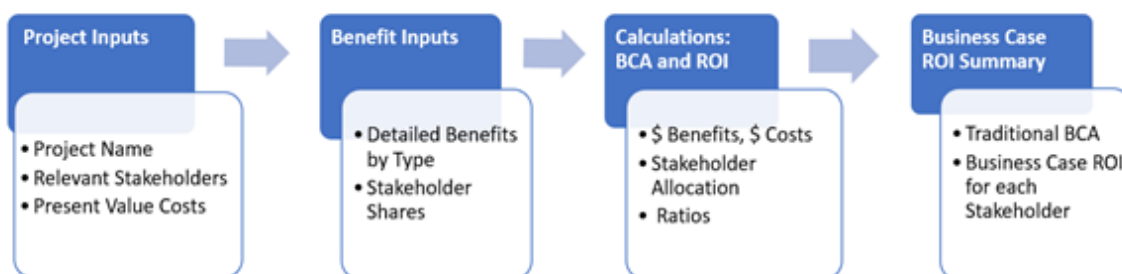 Project Inputs
• Project Name
• Relevant Stakeholders
• Present Value Costs
Benefit Inputs
• Detailed Benefits
by Type
• Stakeholder
Shares
Calculations:
BCA and ROI
• $ Benefits, $ Costs
• Stakeholder
Allocation
• Ratios
Business Case
ROI Summary
• Traditional BCA
• Business Case ROI
for each
Stakeholder